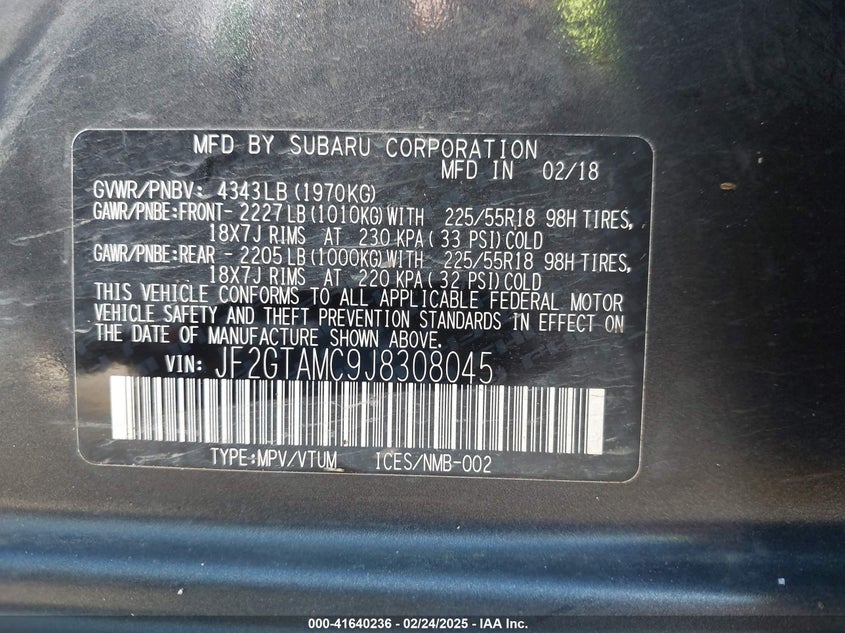 MFD BY SUBARU CORPORATION
MFD IN 02/18
GVWR/PNBV: 4343LB (1970KG)
GAWR/PNBE:FRONT- 2227LB(1010KG)WITH 225/55R18 98H TIRES,
18X7J RIMS AT 230 KPA( 33 PSI)COLD
GAWR/PNBE:REAR - 2205LB(1000KG)WITH 225/55R18 98H TIRES,
18X7J RIMS AT 220 KPA( 32 PSI)COLD
THIS VEHICLE CONFORMS TO ALL APPLICABLE FEDERAL MOTOR
VEHICLE SAFETY AND THEFT PREVENTION STANDARDS IN EFFECT ON
THE DATE OF MANUFACTURE SHOWN ABOVE.
VIN: JF2GTAMC9J8308045
TYPE:MPV/VTUM ICES/NMB-002
000-41640236 - 02/24/2025 - IAA Inc.